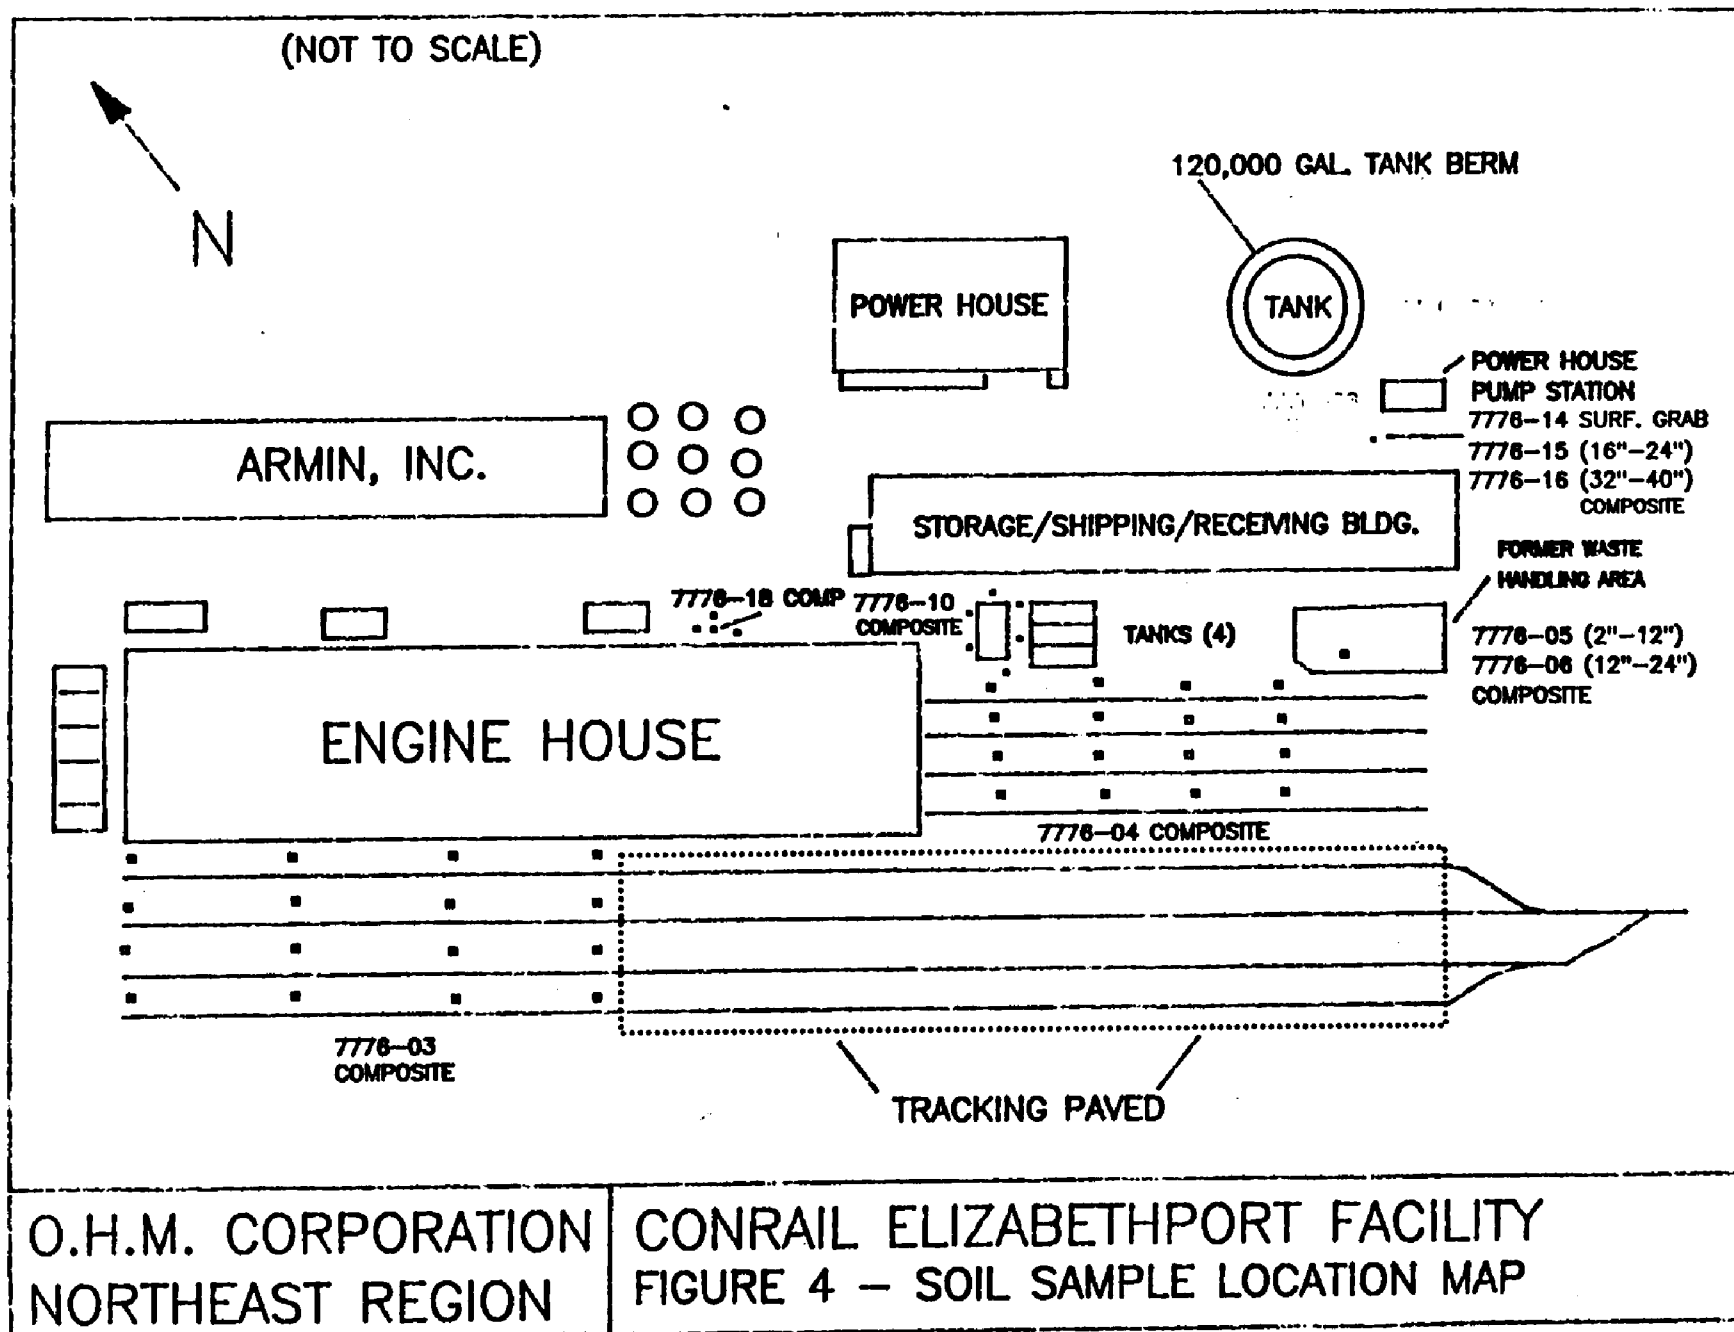 (NOT TO SCALE)
N
120,000 GAL. TANK BERM
POWER HOUSE
TANK
POWER HOUSE
PUMP STATION
7776-14 SURF. GRAB
7776-15 (16"-24")
7776-16 (32"-40")
COMPOSITE
ARMIN, INC.
STORAGE/SHIPPING/RECEIVING BLDG.
FORMER WASTE
HANDLING AREA
7776-18 COMP
7776-10
COMPOSITE
TANKS (4)
7776-05 (2"-12")
7776-06 (12"-24")
COMPOSITE
ENGINE HOUSE
7776-04 COMPOSITE
7776-03
COMPOSITE
TRACKING PAVED
O.H.M. CORPORATION
NORTHEAST REGION
CONRAIL ELIZABETHPORT FACILITY
FIGURE 4 - SOIL SAMPLE LOCATION MAP